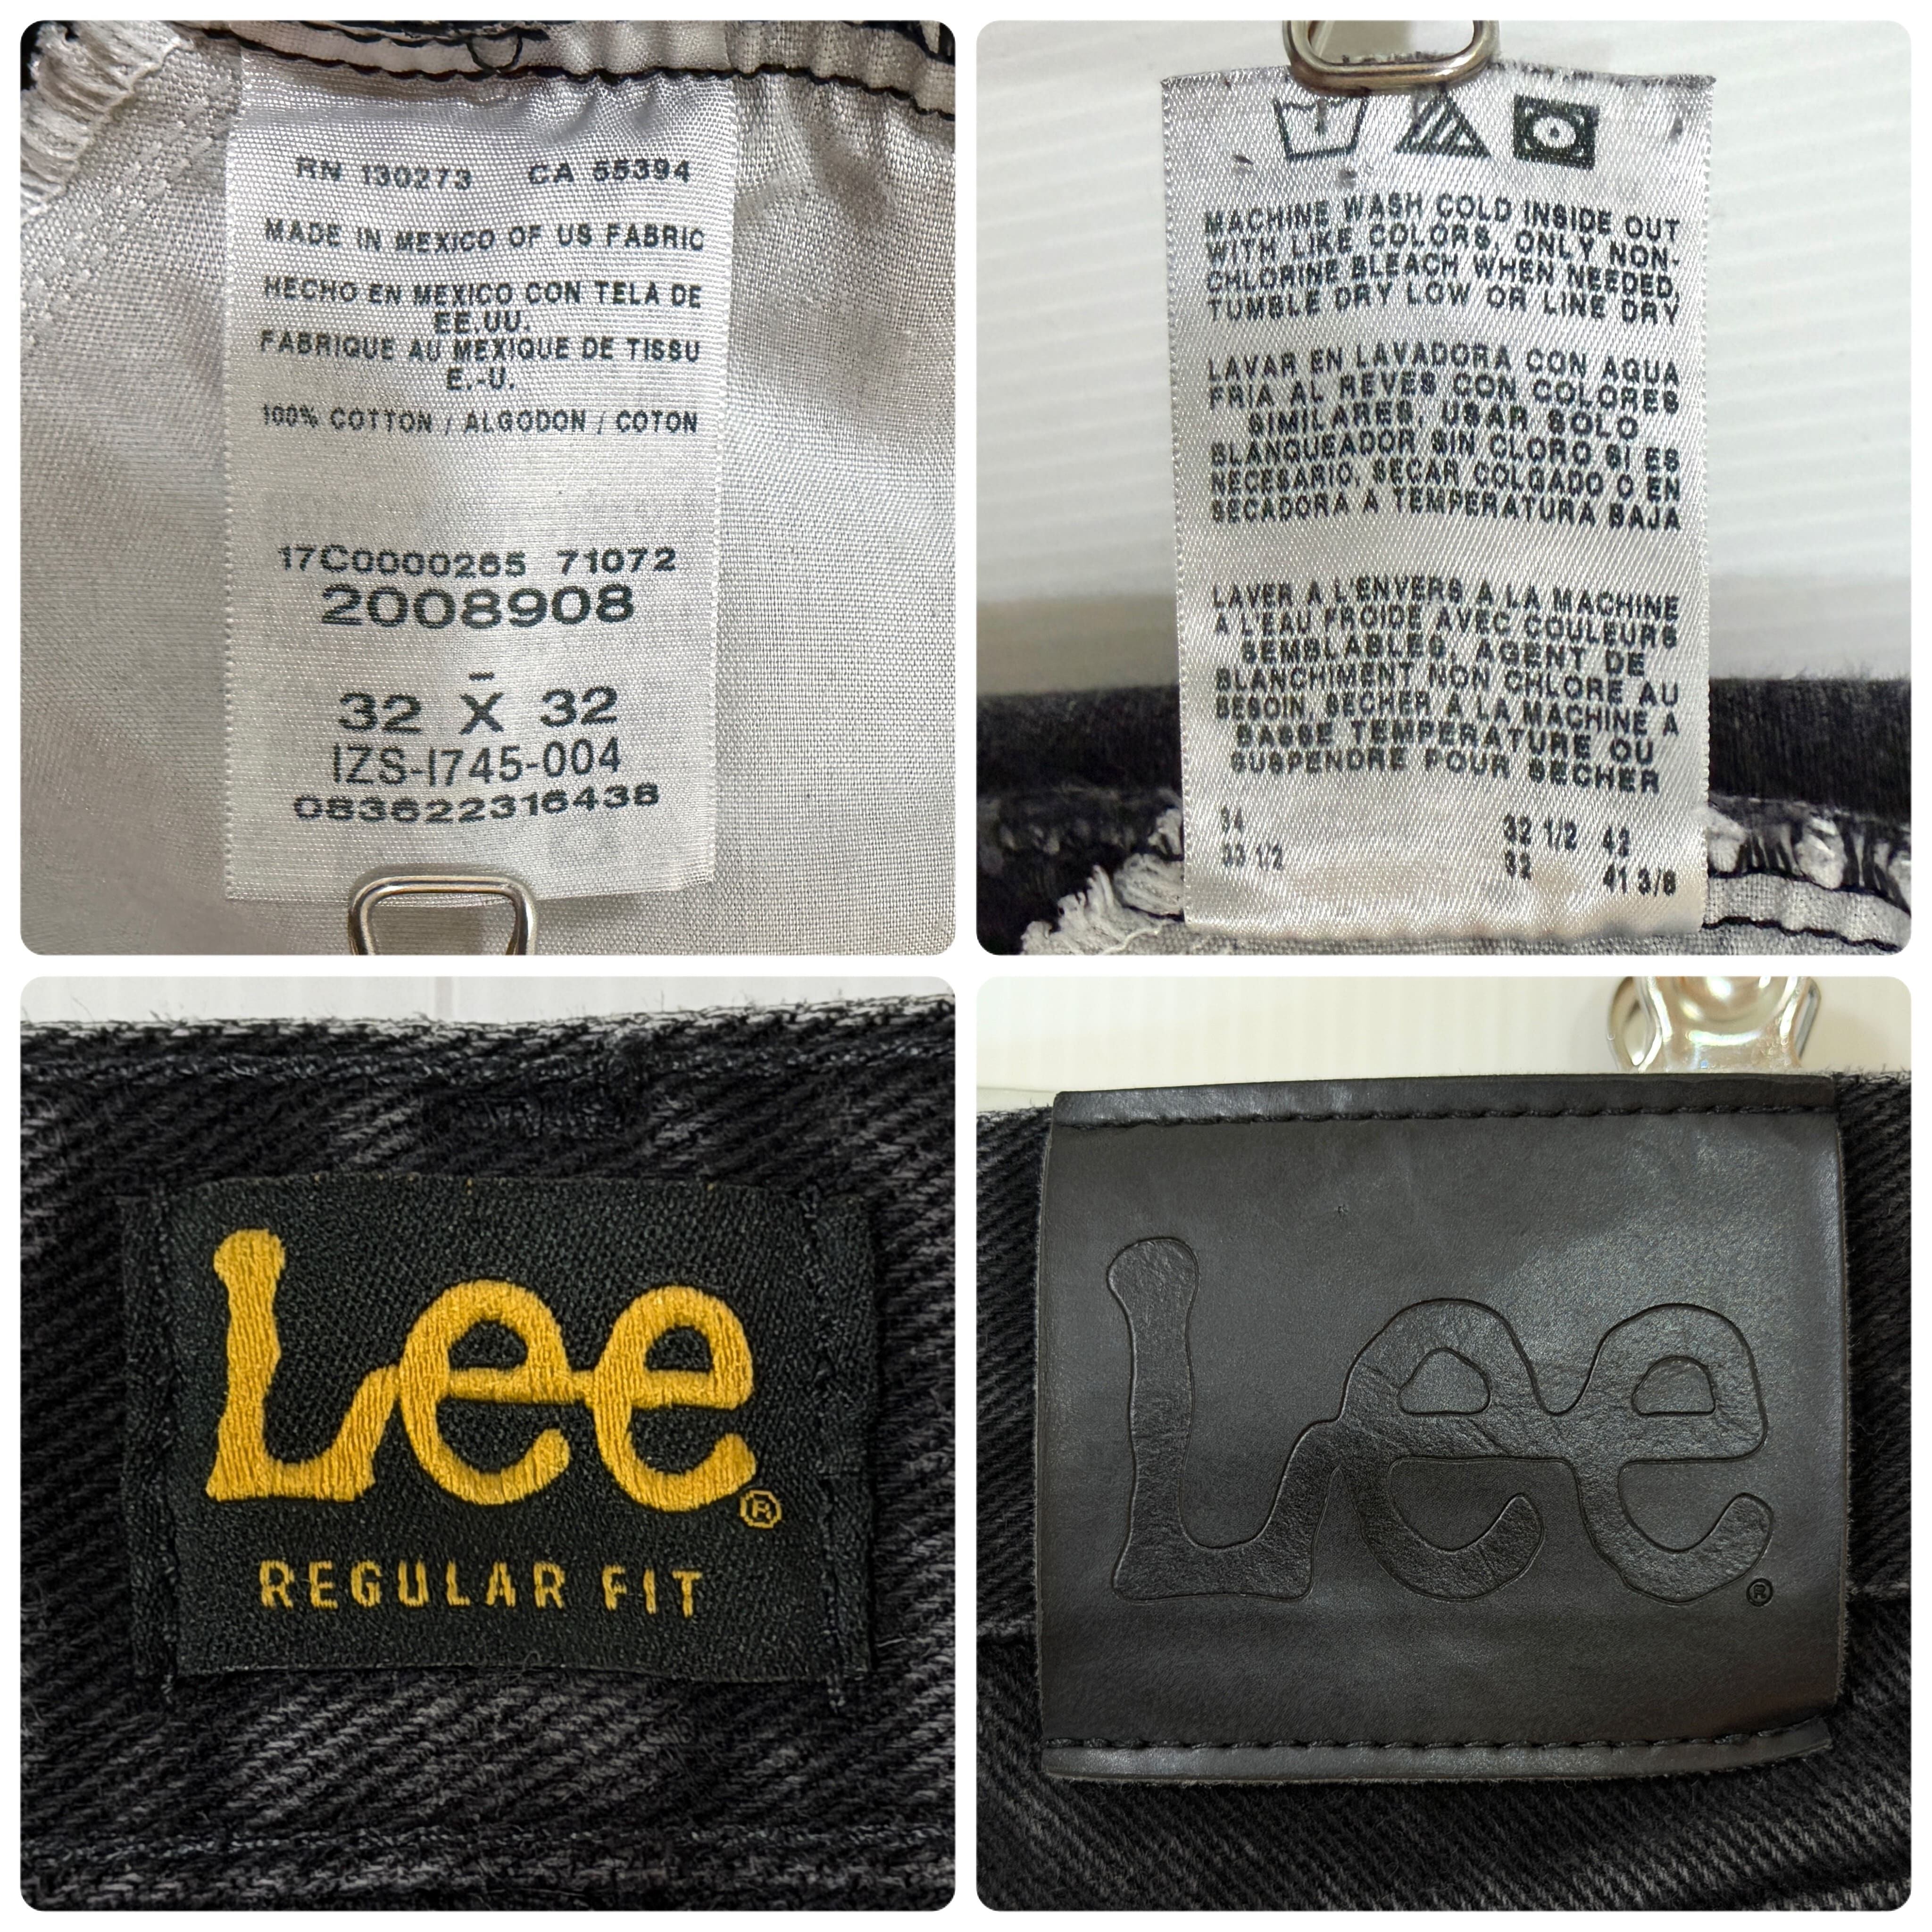 RN 130273 CA 55394
MADE IN MEXICO OF US FABRIC
HECHO EN MEXICO CON TELA DE
EE.UU.
FABRIQUE AU MEXIQUE DE TISSU
E.-U.
100% COTTON / ALGODON / COTON
17C0000265 71072
2008908
-
32 X 32
IZS-I745-004
083622316438
MACHINE WASH COLD INSIDE OUT
WITH LIKE COLORS, ONLY NON-
CHLORINE BLEACH WHEN NEEDED,
TUMBLE DRY LOW OR LINE DRY
LAVAR EN LAVADORA CON AGUA
FRIA AL REVES CON COLORES
SIMILARES, USAR SOLO
BLANQUEADOR SIN CLORO SI ES
NECESARIO, SECAR COLGADO O EN
SECADORA A TEMPERATURA BAJA
LAVER A L'ENVERS A LA MACHINE
A L'EAU FROIDE AVEC COULEURS
SEMBLABLES, AGENT DE
BLANCHIMENT NON CHLORE AU
BESOIN, SECHER A LA MACHINE A
BASSE TEMPERATURE OU
SUSPENDRE POUR SECHER
34 32 1/2 42
33 1/2 32 41 3/8
Lee®
REGULAR FIT
Lee®